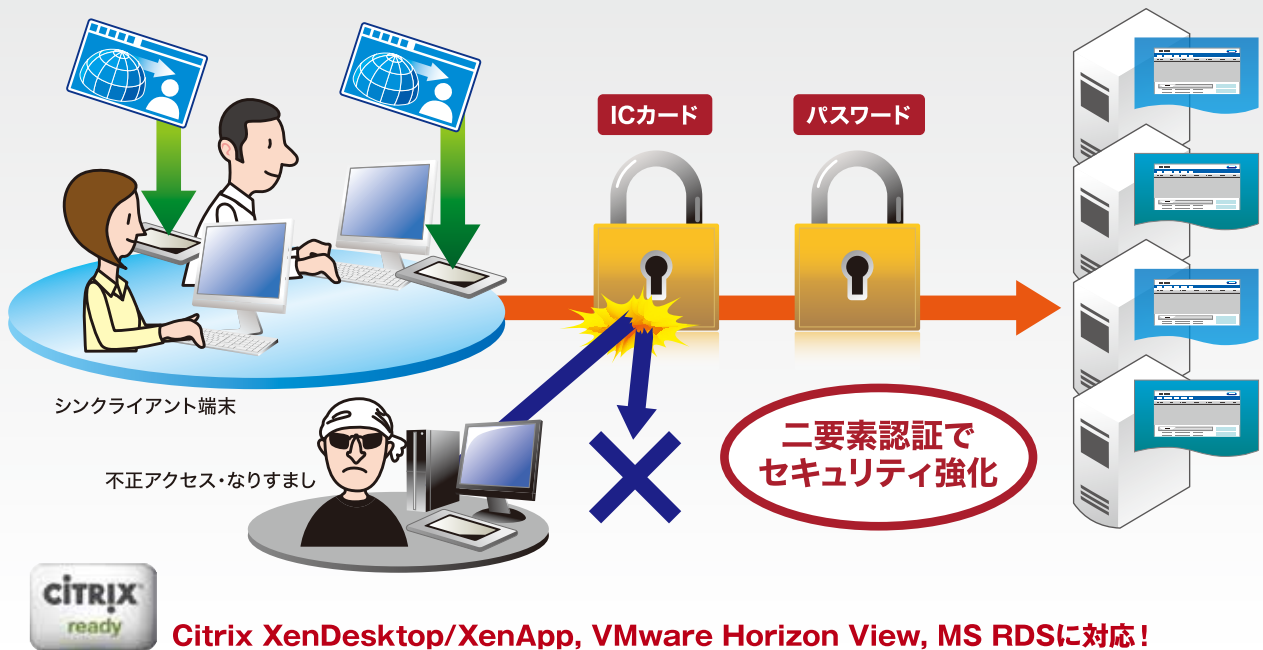 ICカード
パスワード
シンクライアント端末
不正アクセス・なりすまし
二要素認証で
セキュリティ強化
CITRIX
ready
Citrix XenDesktop/XenApp, VMware Horizon View, MS RDSに対応！